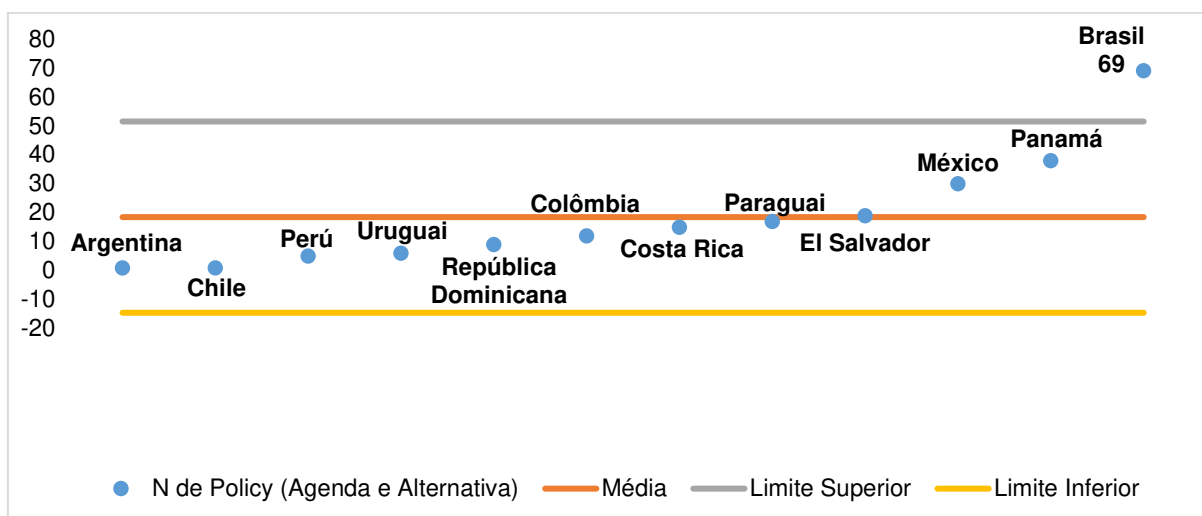 80
70
60
50
40
30
20
10
0
-10
-20
Argentina
Chile
Perú
Uruguai
República
Dominicana
Colômbia
Costa Rica
Paraguai
El Salvador
México
Panamá
Brasil
69
N de Policy (Agenda e Alternativa)
Média
Limite Superior
Limite Inferior